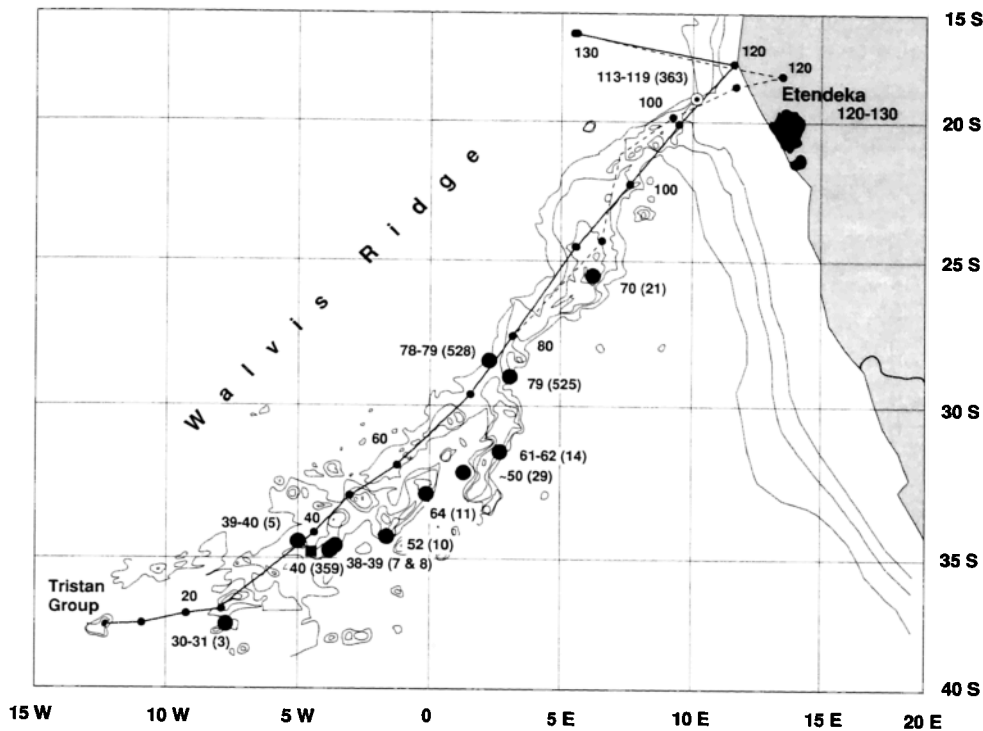 15 S
130
120
120
113-119 (363)
Etendeka
120-130
100
20 S
Walvis Ridge
100
25 S
70 (21)
80
78-79 (528)
79 (525)
30 S
60
61-62 (14)
~50 (29)
64 (11)
39-40 (5)
40
52 (10)
38-39 (7 & 8)
40 (359)
35 S
Tristan
Group
20
30-31 (3)
40 S
15 W
10 W
5 W
0
5 E
10 E
15 E
20 E